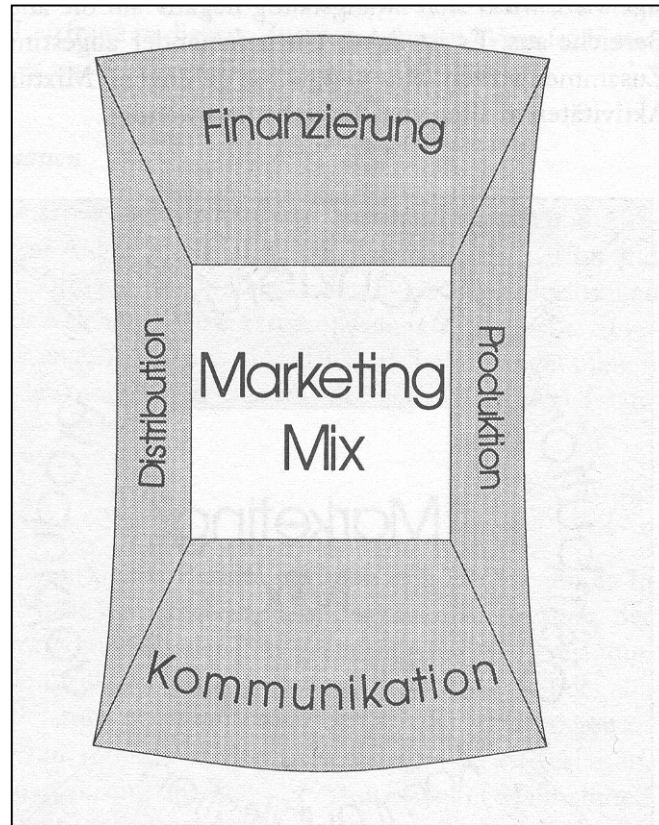 Finanzierung
Distribution
Marketing
Mix
Produktion
Kommunikation